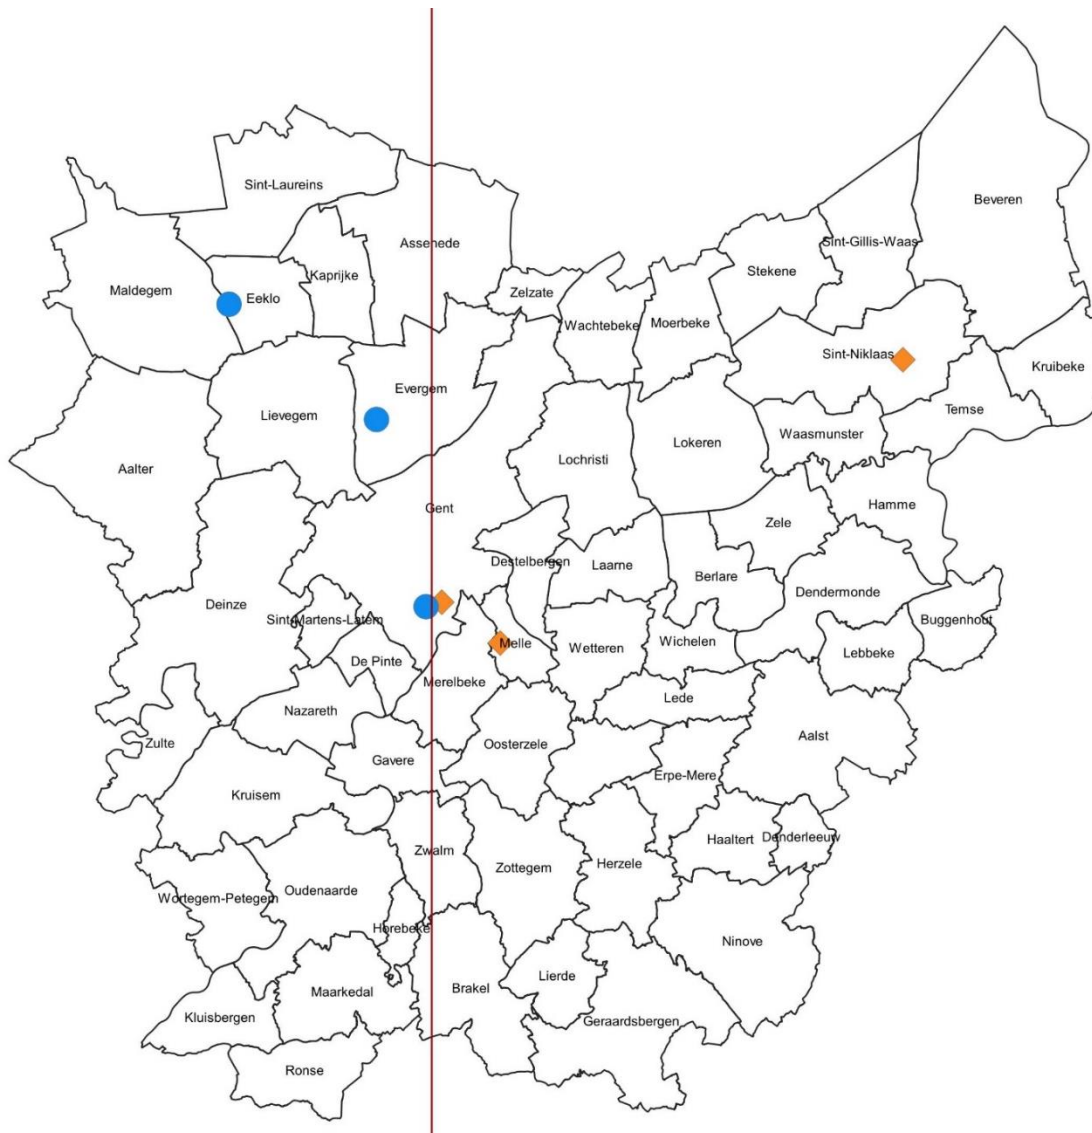 Sint-Laureins
Beveren
Assenede
Sint-Gillis-Waas
Stekene
Kaprijke
Maldegem
Eeklo
Zelzate
Wachtebeke
Moerbeke
Sint-Niklaas
Kruibeke
Evergem
Lievegem
Temse
Waasmunster
Lokeren
Lochristi
Aalter
Hamme
Gent
Zele
Destelbergen
Laarne
Berlare
Dendermonde
Deinze
Sint-Martens-Latem
Buggenhout
Melle
Wetteren
Wichelen
Lebbeke
De Pinte
Merelbeke
Lede
Nazareth
Aalst
Zulte
Oosterzele
Gavere
Erpe-Mere
Kruisem
Haaltert
Denderleeuw
Zwalm
Herzele
Zottegem
Oudenaarde
Wortegem-Petegem
Horebeke
Ninove
Lierde
Brakel
Maarkedal
Kluisbergen
Geraardsbergen
Ronse